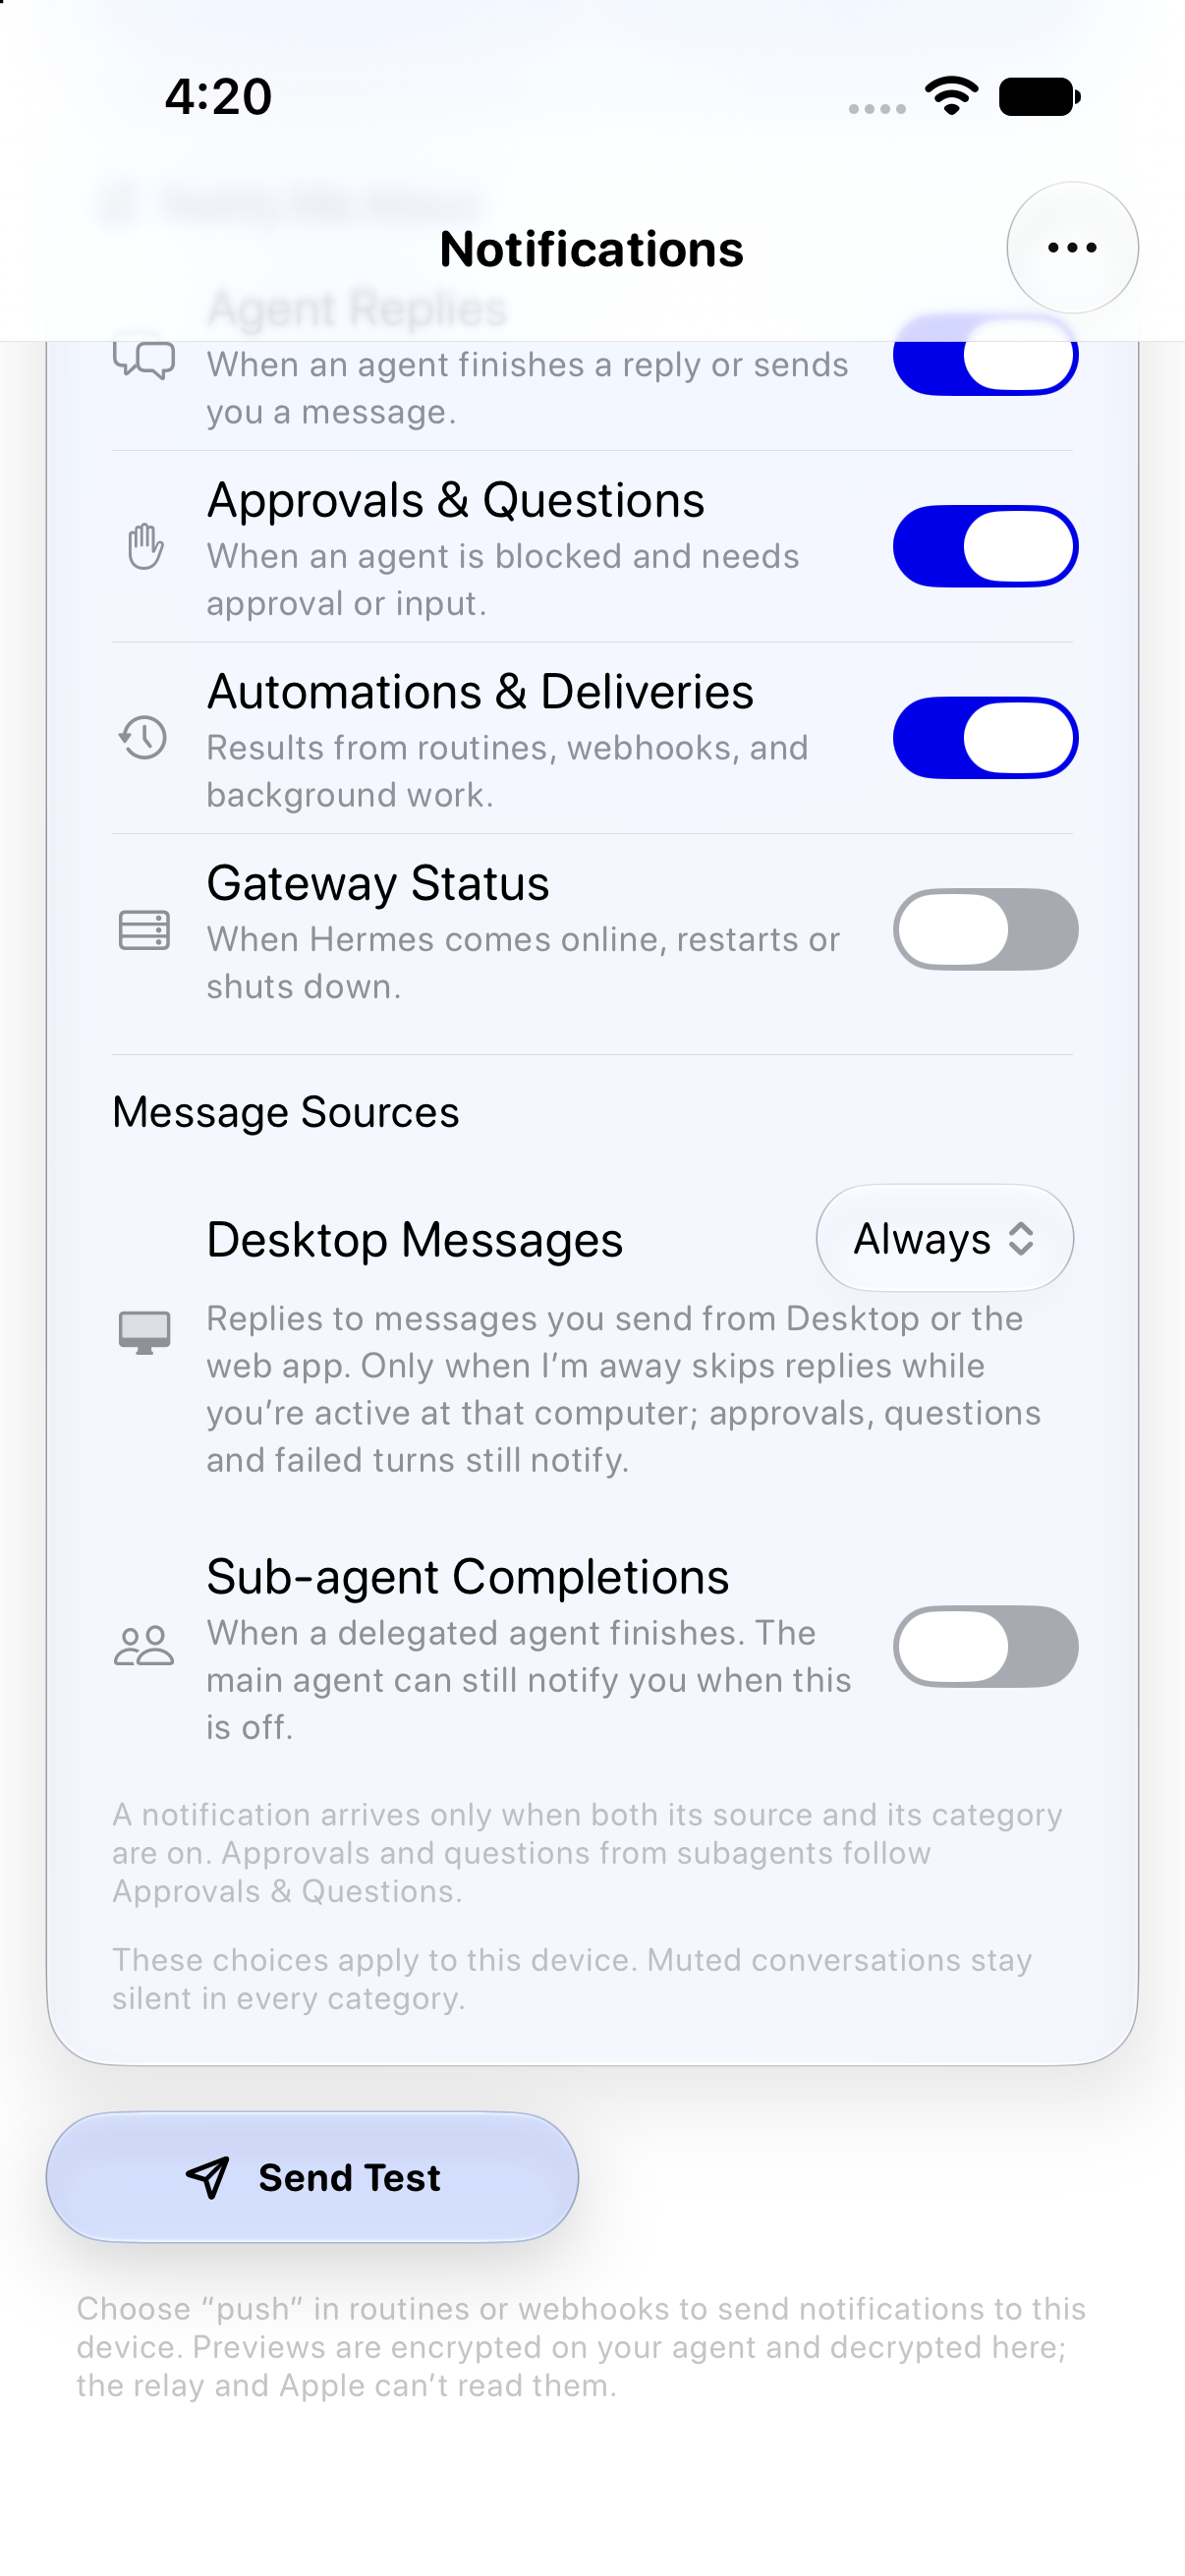 4:20
Notifications
Agent Replies
When an agent finishes a reply or sends
you a message.
Approvals & Questions
When an agent is blocked and needs
approval or input.
Automations & Deliveries
Results from routines, webhooks, and
background work.
Gateway Status
When Hermes comes online, restarts or
shuts down.
Message Sources
Desktop Messages
Always
Replies to messages you send from Desktop or the
web app. Only when I’m away skips replies while
you’re active at that computer; approvals, questions
and failed turns still notify.
Sub-agent Completions
When a delegated agent finishes. The
main agent can still notify you when this
is off.
A notification arrives only when both its source and its category
are on. Approvals and questions from subagents follow
Approvals & Questions.
These choices apply to this device. Muted conversations stay
silent in every category.
Send Test
Choose “push” in routines or webhooks to send notifications to this
device. Previews are encrypted on your agent and decrypted here;
the relay and Apple can’t read them.